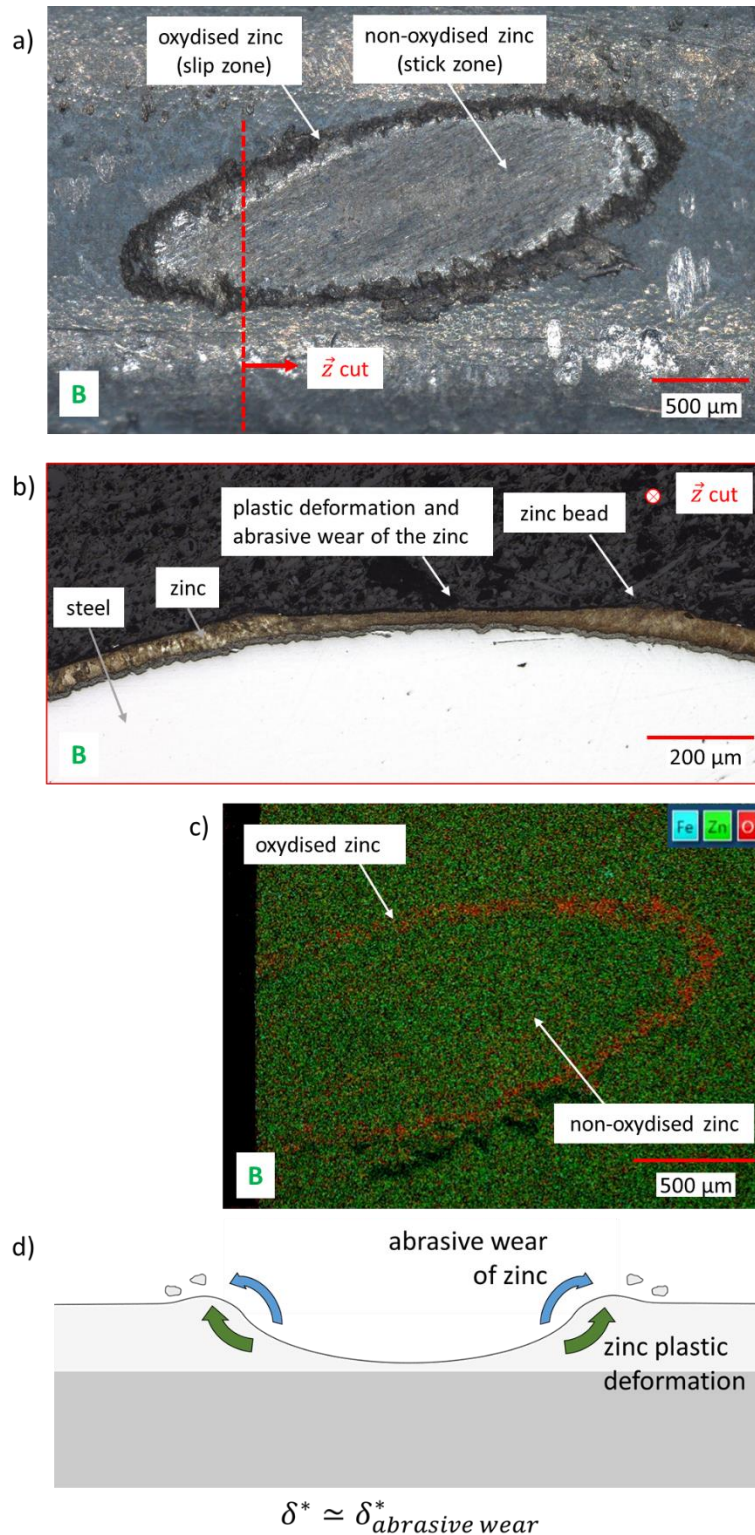 a)
oxydised zinc
(slip zone)
non-oxydised zinc
(stick zone)
z⃗ cut
B
500 µm
b)
plastic deformation and
abrasive wear of the zinc
zinc bead
z⃗ cut
steel
zinc
B
200 µm
c)
oxydised zinc
Fe Zn O
non-oxydised zinc
B
500 µm
d)
abrasive wear
of zinc
zinc plastic
deformation
δ* ≃ δ*abrasive wear